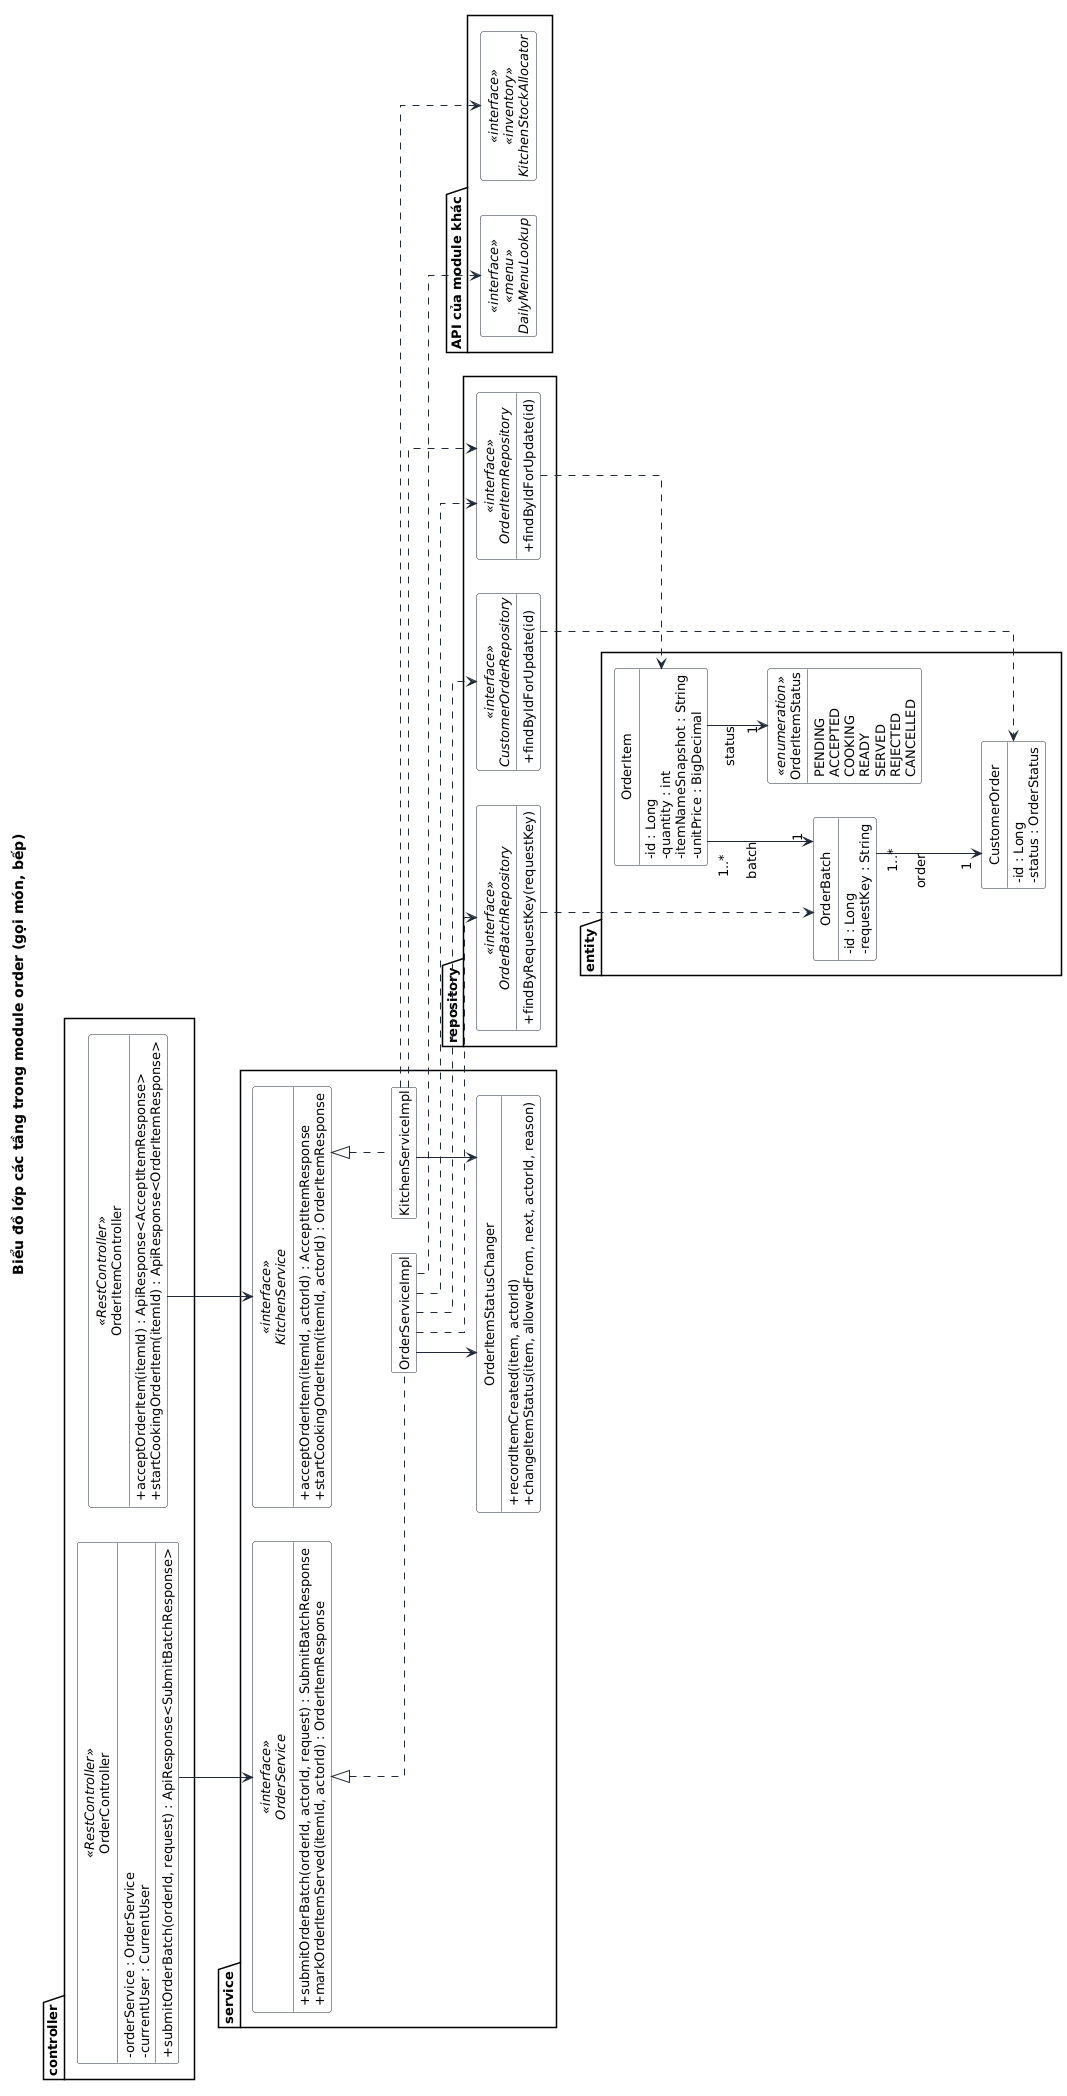 Biểu đồ lớp các tầng trong module order (gọi món, bếp)
controller
«RestController»
OrderController
-orderService : OrderService
-currentUser : CurrentUser
+submitOrderBatch(orderId, request) : ApiResponse<SubmitBatchResponse>
«RestController»
OrderItemController
+acceptOrderItem(itemId) : ApiResponse<AcceptItemResponse>
+startCookingOrderItem(itemId) : ApiResponse<OrderItemResponse>
service
«interface»
OrderService
+submitOrderBatch(orderId, actorId, request) : SubmitBatchResponse
+markOrderItemServed(itemId, actorId) : OrderItemResponse
«interface»
KitchenService
+acceptOrderItem(itemId, actorId) : AcceptItemResponse
+startCookingOrderItem(itemId, actorId) : OrderItemResponse
OrderServiceImpl
KitchenServiceImpl
OrderItemStatusChanger
+recordItemCreated(item, actorId)
+changeItemStatus(item, allowedFrom, next, actorId, reason)
repository
«interface»
OrderBatchRepository
+findByRequestKey(requestKey)
«interface»
CustomerOrderRepository
+findByIdForUpdate(id)
«interface»
OrderItemRepository
+findByIdForUpdate(id)
API của module khác
«interface»
«menu»
DailyMenuLookup
«interface»
«inventory»
KitchenStockAllocator
entity
OrderItem
-id : Long
-quantity : int
-itemNameSnapshot : String
-unitPrice : BigDecimal
1..*
batch
1
status
1
OrderBatch
-id : Long
-requestKey : String
«enumeration»
OrderItemStatus
PENDING
ACCEPTED
COOKING
READY
SERVED
REJECTED
CANCELLED
1..*
order
1
CustomerOrder
-id : Long
-status : OrderStatus